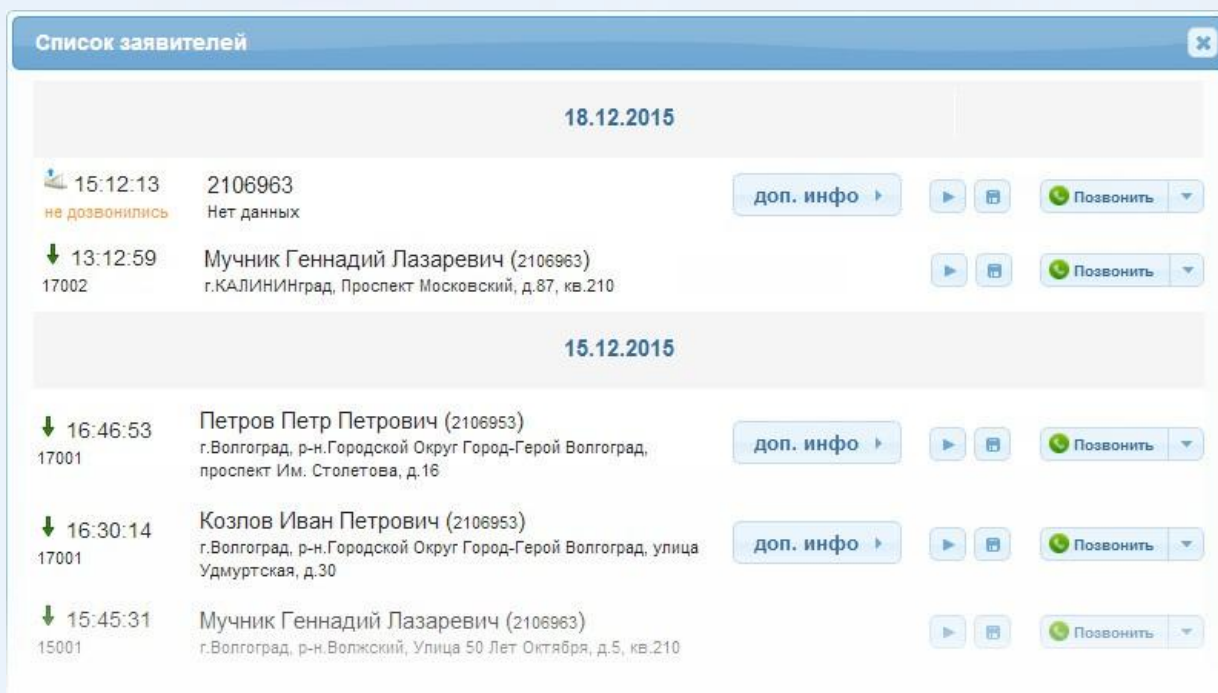 Список заявителей
18.12.2015
15:12:13 2106963 доп. инфо Позвонить
не дозвонились Нет данных
13:12:59 Мучник Геннадий Лазаревич (2106963) Позвонить
17002 г.КАЛИНИНград, Проспект Московский, д.87, кв.210
15.12.2015
16:46:53 Петров Петр Петрович (2106953) доп. инфо Позвонить
17001 г.Волгоград, р-н.Городской Округ Город-Герой Волгоград,
проспект Им. Столетова, д.16
16:30:14 Козлов Иван Петрович (2106953) доп. инфо Позвонить
17001 г.Волгоград, р-н.Городской Округ Город-Герой Волгоград, улица
Удмуртская, д.30
15:45:31 Мучник Геннадий Лазаревич (2106963) Позвонить
15001 г.Волгоград, р-н.Волжский, Улица 50 Лет Октября, д.5, кв.210